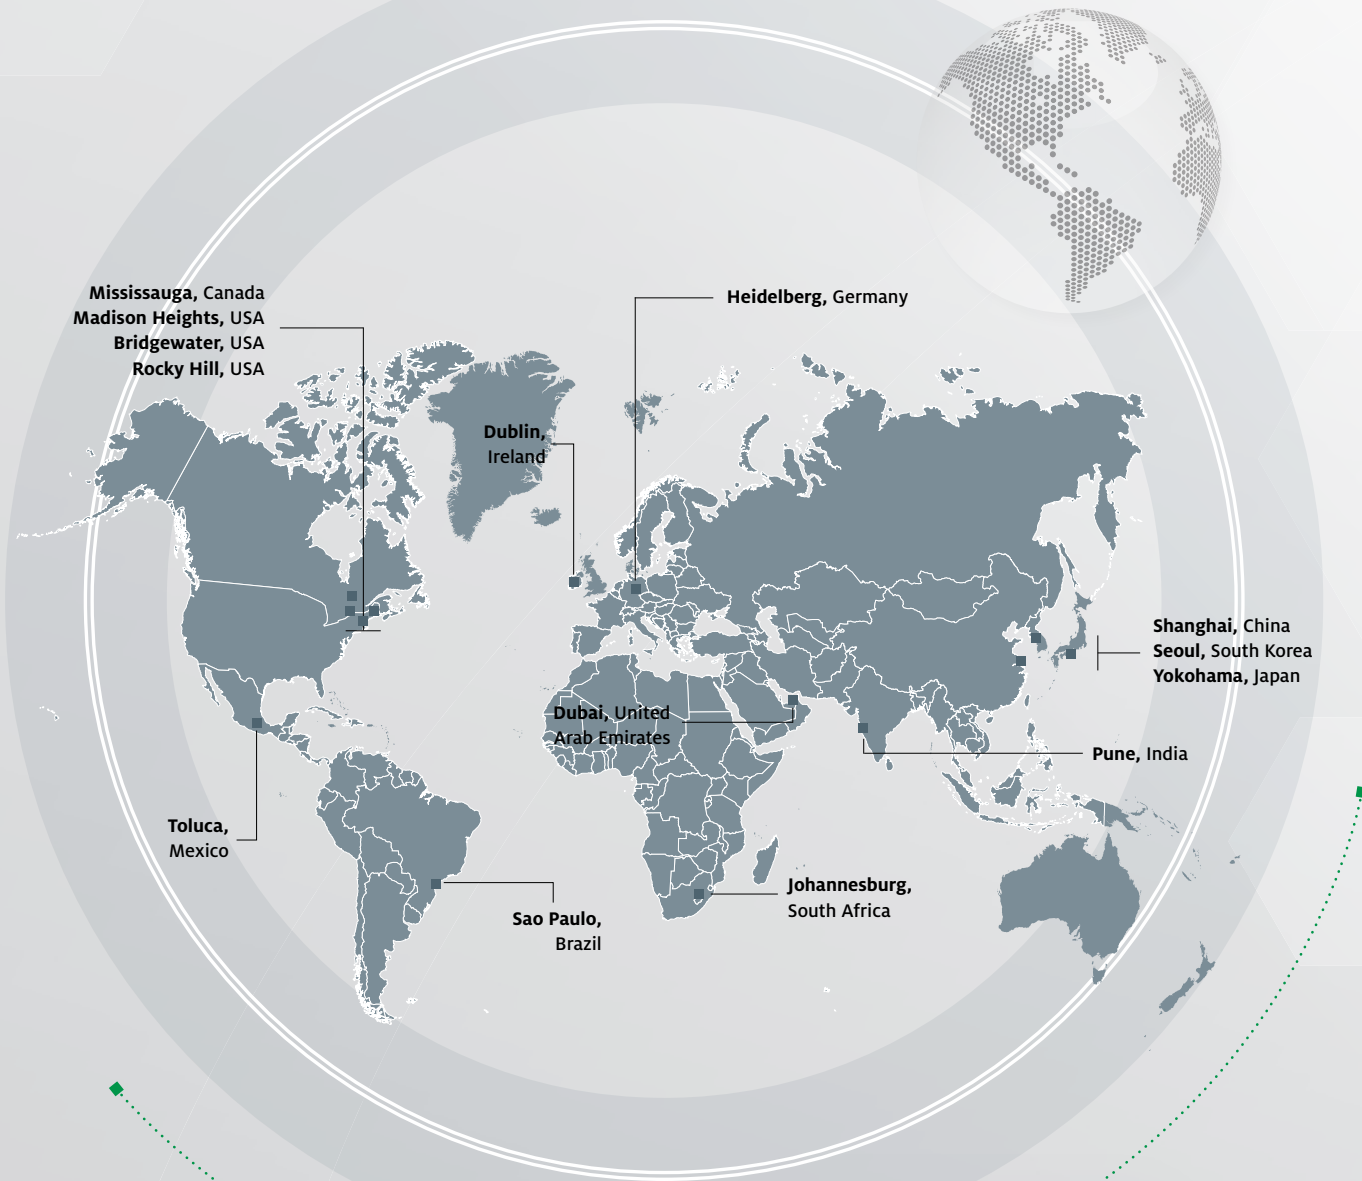 Mississauga, Canada
Madison Heights, USA
Bridgewater, USA
Rocky Hill, USA
Heidelberg, Germany
Dublin,
Ireland
Shanghai, China
Seoul, South Korea
Yokohama, Japan
Dubai, United
Arab Emirates
Pune, India
Toluca,
Mexico
Johannesburg,
South Africa
Sao Paulo,
Brazil